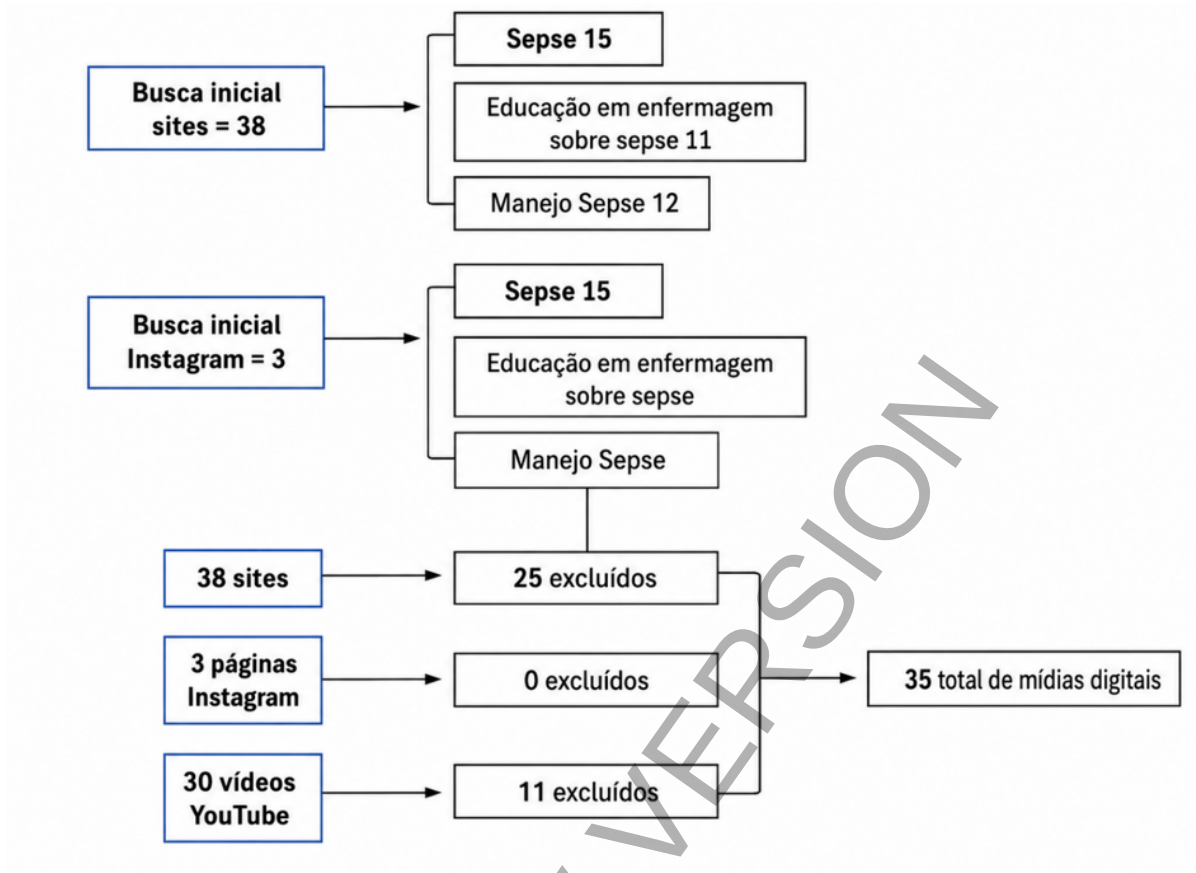 Sepse 15
Busca inicial
sites = 38
Educação em enfermagem
sobre sepse 11
Manejo Sepse 12
Sepse 15
Busca inicial
Instagram = 3
Educação em enfermagem
sobre sepse
Manejo Sepse
38 sites
25 excluídos
3 páginas
Instagram
0 excluídos
35 total de mídias digitais
30 vídeos
YouTube
11 excluídos
VERSION